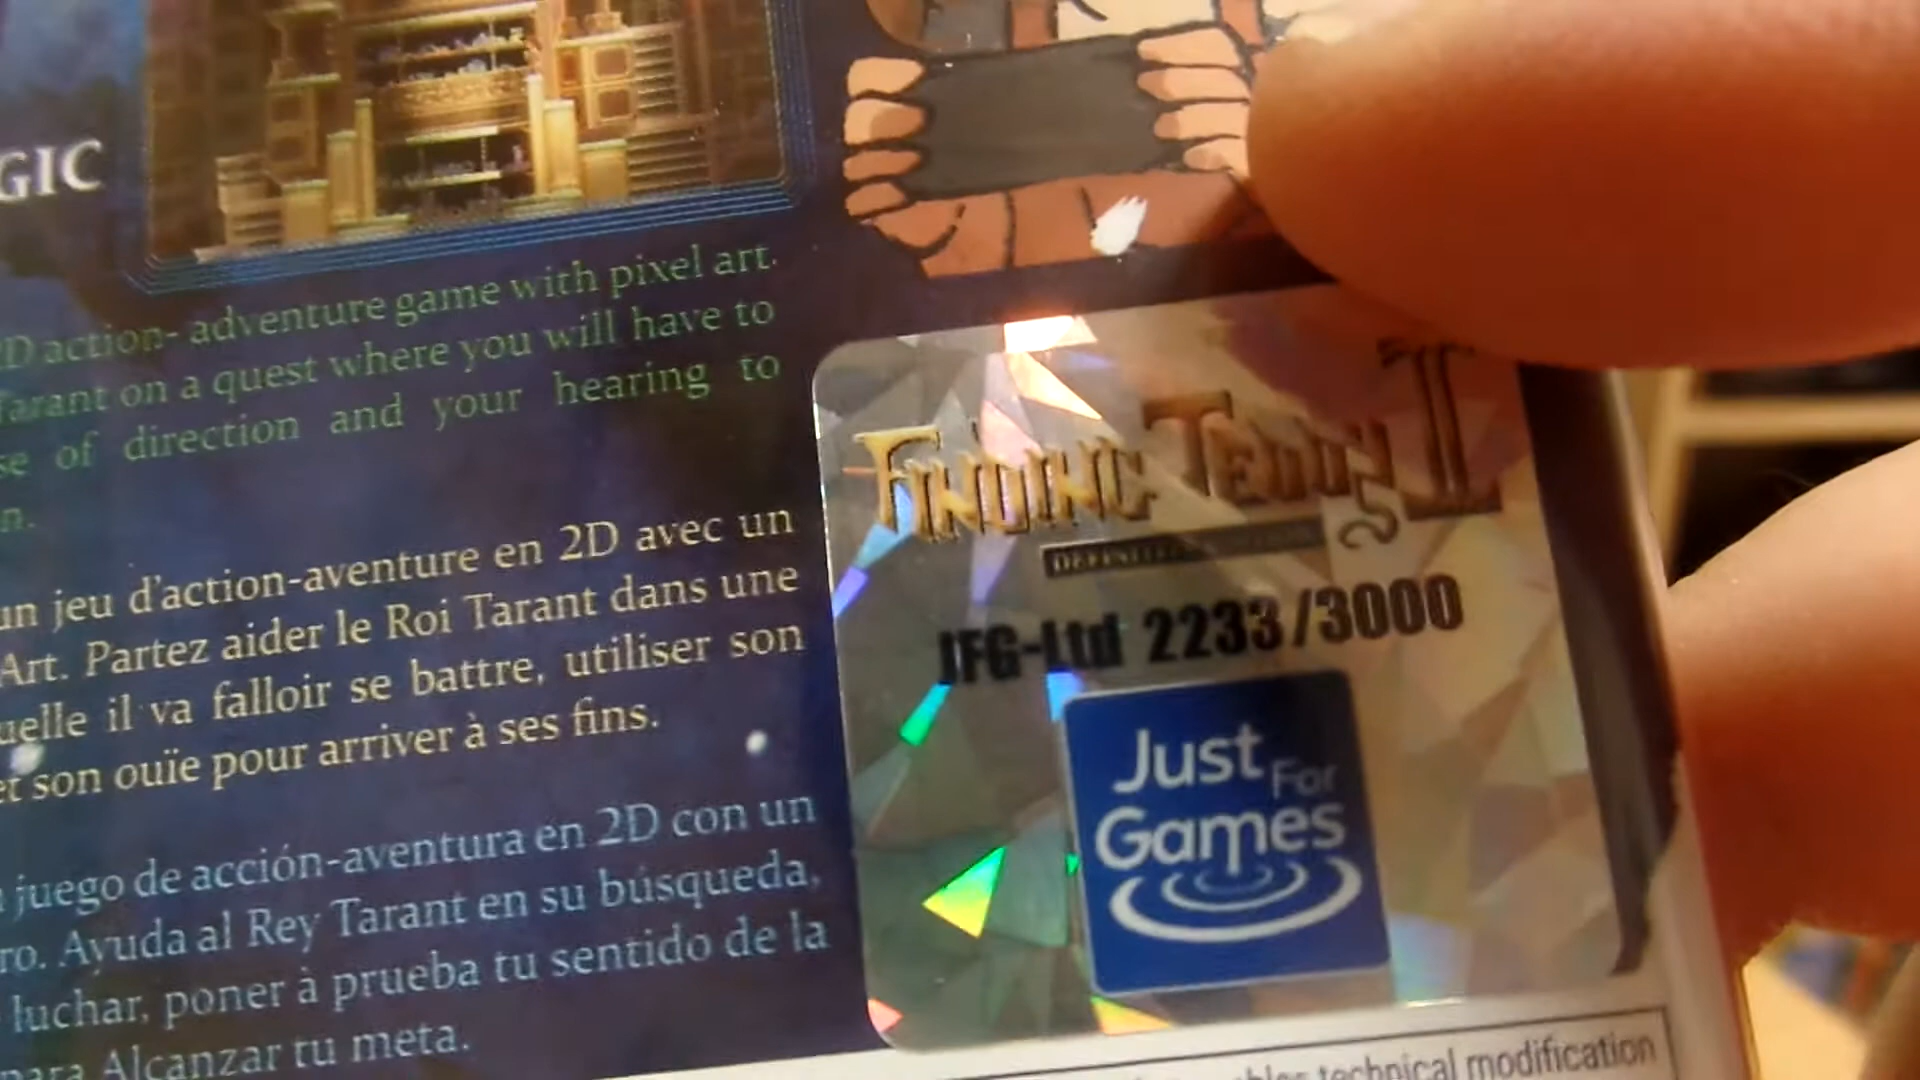 GIC
D action- adventure game with pixel art.
Tarant on a quest where you will have to
se of direction and your hearing to
n.
un jeu d'action-aventure en 2D avec un
Art. Partez aider le Roi Tarant dans une
uelle il va falloir se battre, utiliser son
et son ouïe pour arriver à ses fins.
juego de acción-aventura en 2D con un
ro. Ayuda al Rey Tarant en su búsqueda,
luchar, poner à prueba tu sentido de la
para Alcanzar tu meta.
Finding Teddy II
JFG-Ltd 2233/3000
Just For
Games
technical modification